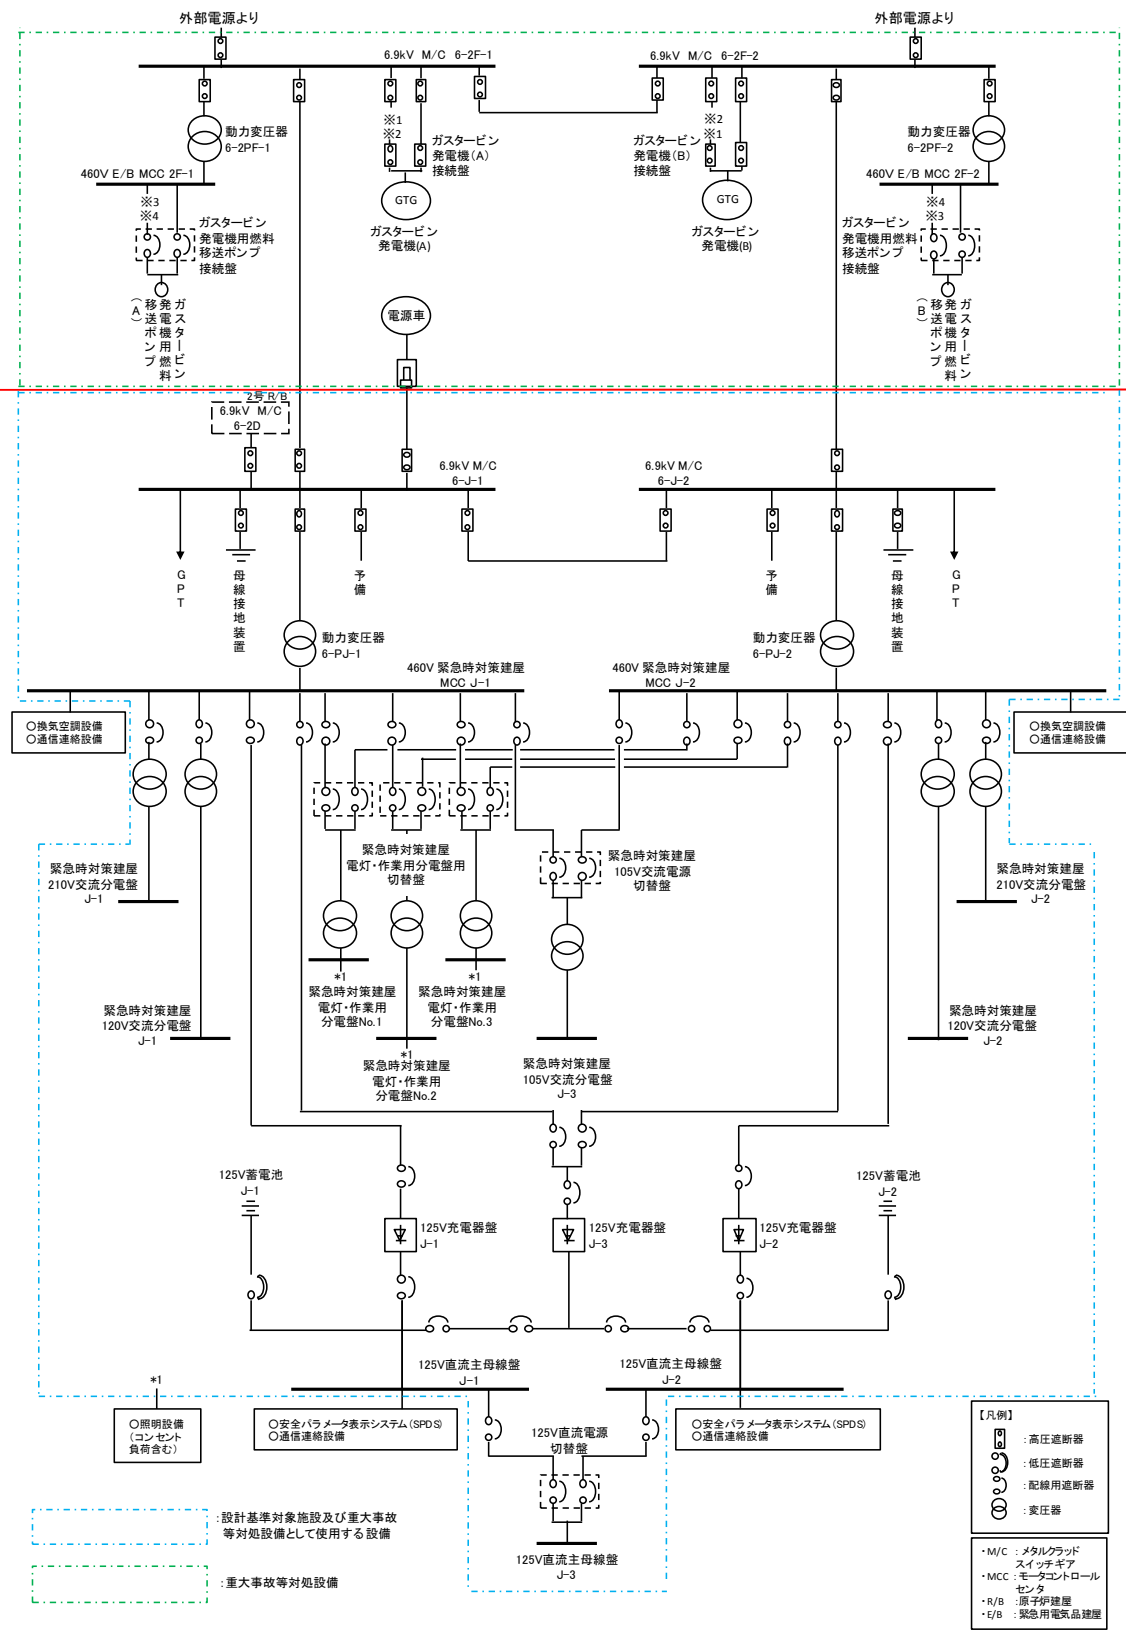 外部電源より
外部電源より
6.9kV M/C 6-2F-1
6.9kV M/C 6-2F-2
動力変圧器
6-2PF-1
※1
※2
ガスタービン
発電機(A)
接続盤
ガスタービン
発電機(B)
接続盤
※2
※1
動力変圧器
6-2PF-2
460V E/B MCC 2F-1
460V E/B MCC 2F-2
※3
※4
ガスタービン
発電機用燃料
移送ポンプ
接続盤
GTG
ガスタービン
発電機(A)
GTG
ガスタービン
発電機(B)
ガスタービン
発電機用燃料
移送ポンプ
接続盤
※4
※3
ガスタービン
発電機用燃料
移送ポンプ
(A)
電源車
ガスタービン
発電機用燃料
移送ポンプ
(B)
2号 R/B
6.9kV M/C
6-2D
6.9kV M/C
6-J-1
6.9kV M/C
6-J-2
GPT
母線接地装置
予備
予備
母線接地装置
GPT
動力変圧器
6-PJ-1
動力変圧器
6-PJ-2
460V 緊急時対策建屋
MCC J-1
460V 緊急時対策建屋
MCC J-2
○換気空調設備
○通信連絡設備
○換気空調設備
○通信連絡設備
緊急時対策建屋
210V交流分電盤
J-1
緊急時対策建屋
電灯・作業用分電盤用
切替盤
緊急時対策建屋
105V交流電源
切替盤
緊急時対策建屋
210V交流分電盤
J-2
*1
緊急時対策建屋
電灯・作業用
分電盤No.1
*1
緊急時対策建屋
電灯・作業用
分電盤No.3
緊急時対策建屋
120V交流分電盤
J-1
*1
緊急時対策建屋
電灯・作業用
分電盤No.2
緊急時対策建屋
105V交流分電盤
J-3
緊急時対策建屋
120V交流分電盤
J-2
125V蓄電池
J-1
125V蓄電池
J-2
125V充電器盤
J-1
125V充電器盤
J-3
125V充電器盤
J-2
125V直流主母線盤
J-1
125V直流主母線盤
J-2
*1
○照明設備
(コンセント
負荷含む)
○安全パラメータ表示システム(SPDS)
○通信連絡設備
○安全パラメータ表示システム(SPDS)
○通信連絡設備
125V直流電源
切替盤
125V直流主母線盤
J-3
【凡例】
:高圧遮断器
:低圧遮断器
:配線用遮断器
:変圧器
:設計基準対象施設及び重大事故
等対処設備として使用する設備
:重大事故等対処設備
・M/C :メタルクラッド
スイッチギア
・MCC :モータコントロール
センタ
・R/B :原子炉建屋
・E/B :緊急用電気品建屋